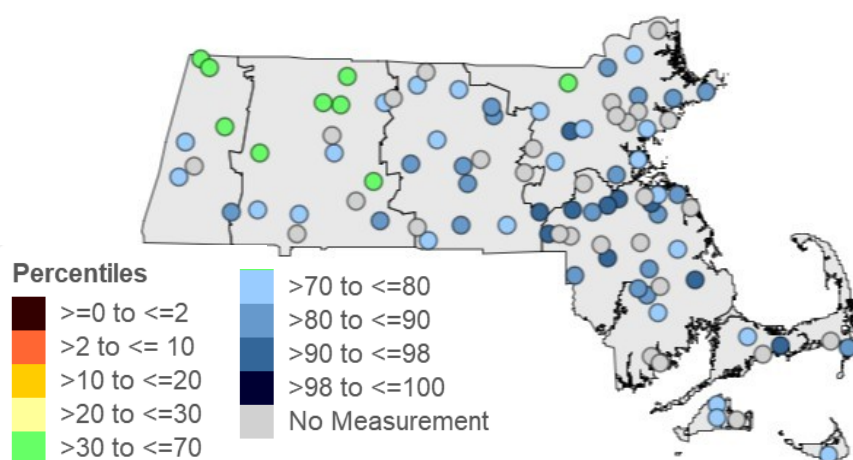 Percentiles
>=0 to <=2
>2 to <= 10
>10 to <=20
>20 to <=30
>30 to <=70
>70 to <=80
>80 to <=90
>90 to <=98
>98 to <=100
No Measurement